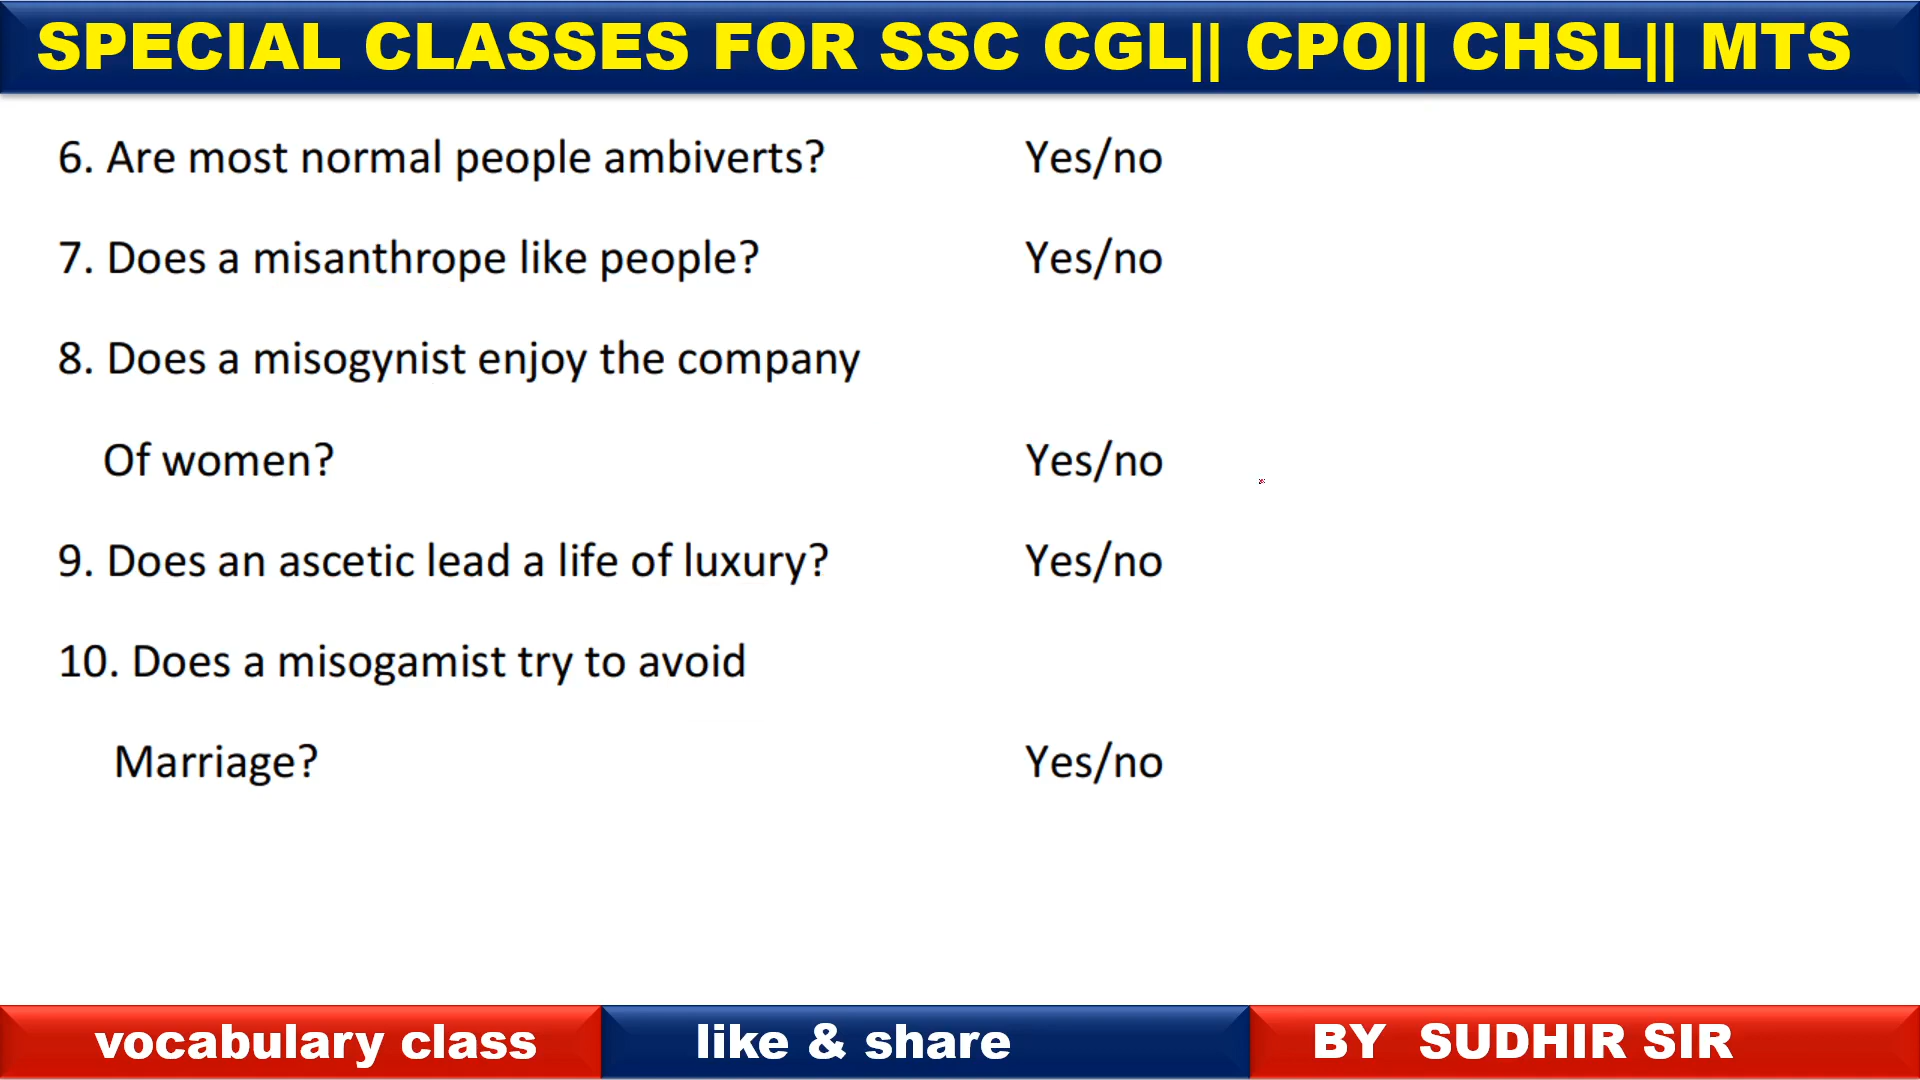 SPECIAL CLASSES FOR SSC CGL|| CPO|| CHSL|| MTS
6. Are most normal people ambiverts? Yes/no
7. Does a misanthrope like people? Yes/no
8. Does a misogynist enjoy the company
Of women? Yes/no
9. Does an ascetic lead a life of luxury? Yes/no
10. Does a misogamist try to avoid
Marriage? Yes/no
vocabulary class like & share BY SUDHIR SIR